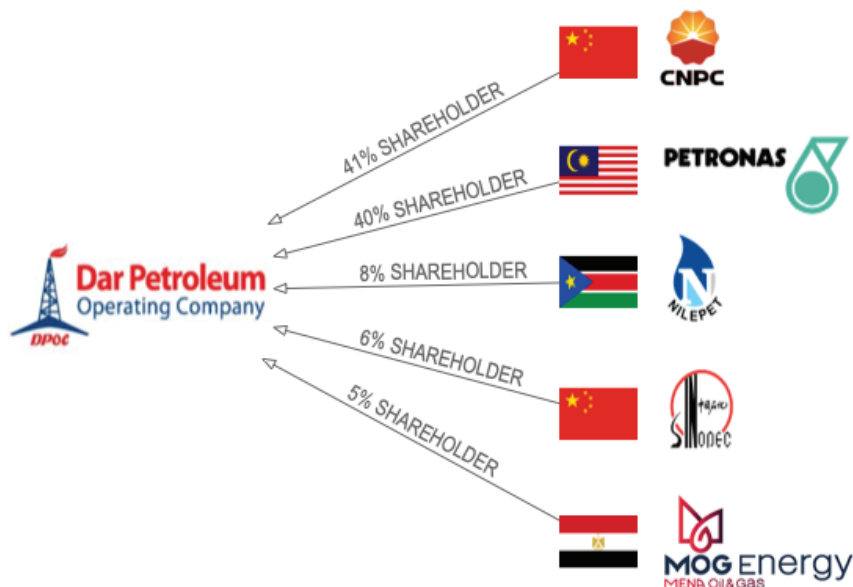 CNPC
41% SHAREHOLDER
PETRONAS
40% SHAREHOLDER
Dar Petroleum
Operating Company
DPOC
8% SHAREHOLDER
N
NILEPET
6% SHAREHOLDER
SINOPEC
5% SHAREHOLDER
MOG Energy
MENA Oil & GAS